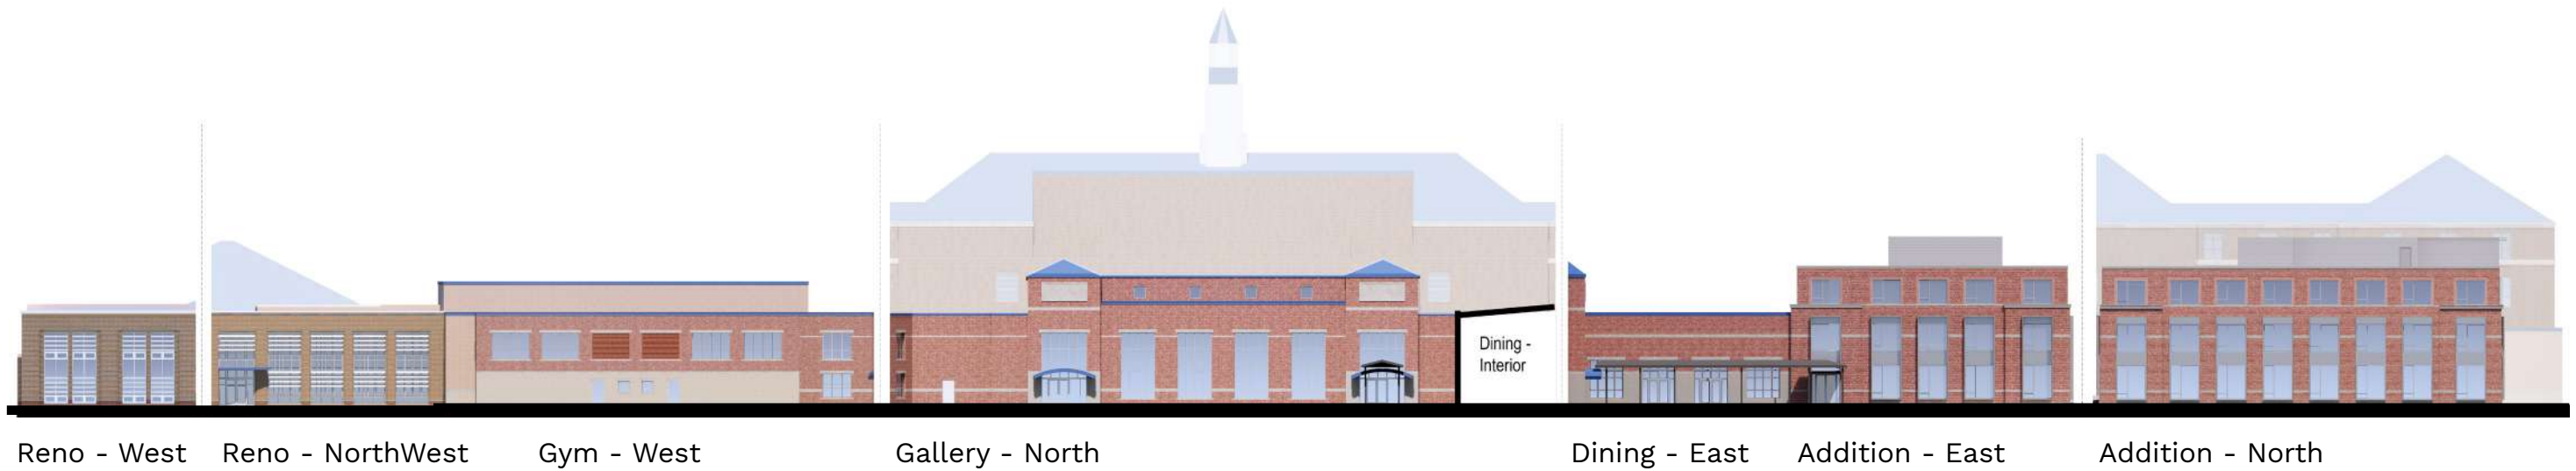 Dining -
Interior
Reno - West
Reno - NorthWest
Gym - West
Gallery - North
Dining - East
Addition - East
Addition - North